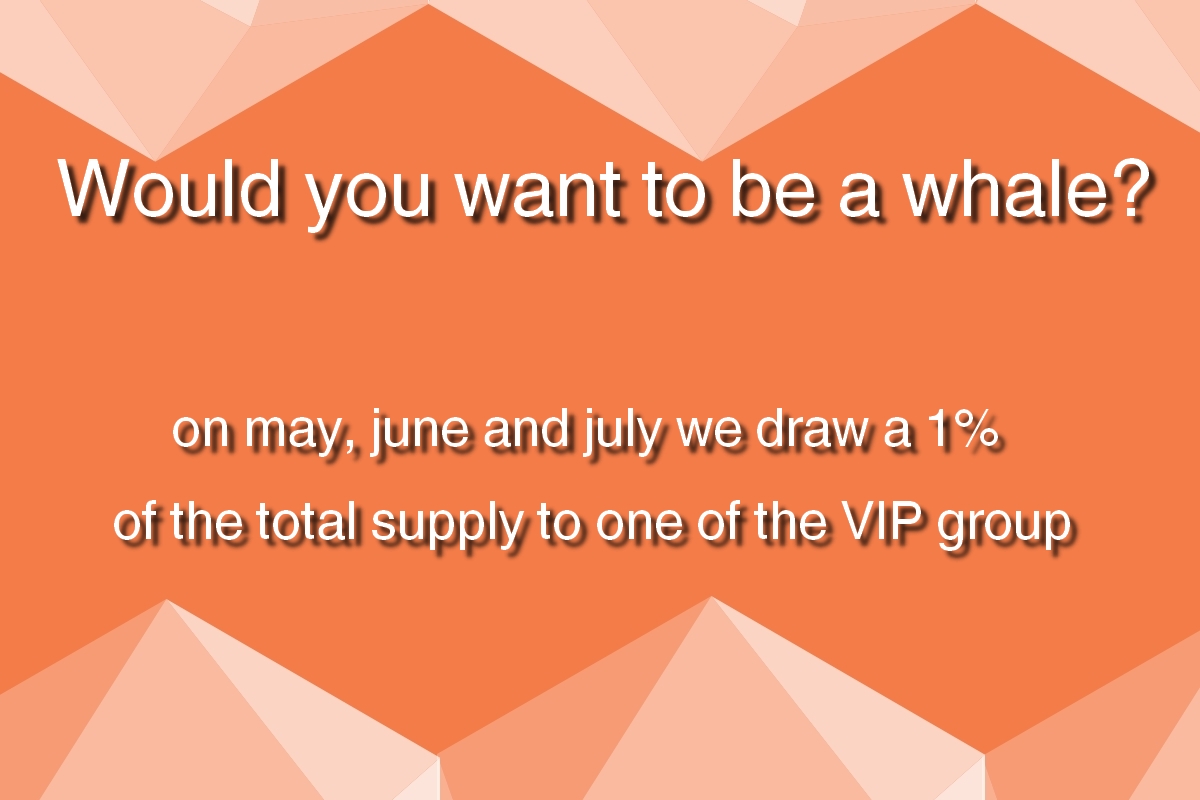 Would you want to be a whale?
on may, june and july we draw a 1%
of the total supply to one of the VIP group